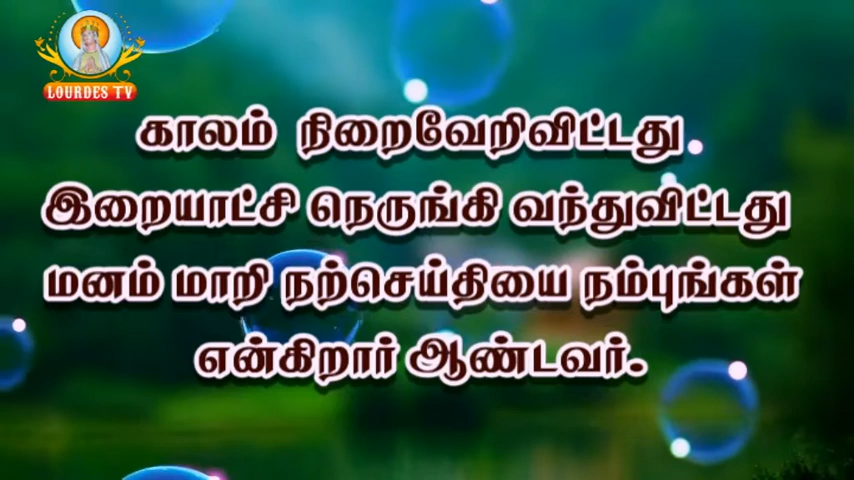 LOURDES TV
காலம் நிறைவேறிவிட்டது
இறையாட்சி நெருங்கி வந்துவிட்டது
மனம் மாறி நற்செய்தியை நம்புங்கள்
என்கிறார் ஆண்டவர்.